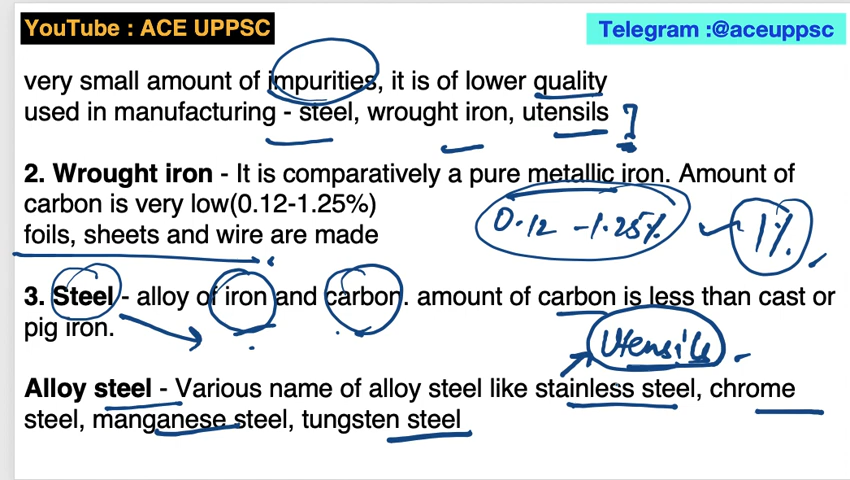 YouTube : ACE UPPSC
Telegram :@aceuppsc
very small amount of impurities, it is of lower quality
used in manufacturing - steel, wrought iron, utensils
2. Wrought iron - It is comparatively a pure metallic iron. Amount of
carbon is very low(0.12-1.25%)
0.12 -1.25%
1%
foils, sheets and wire are made
3. Steel - alloy of iron and carbon. amount of carbon is less than cast or
pig iron.
Utensils
Alloy steel - Various name of alloy steel like stainless steel, chrome
steel, manganese steel, tungsten steel